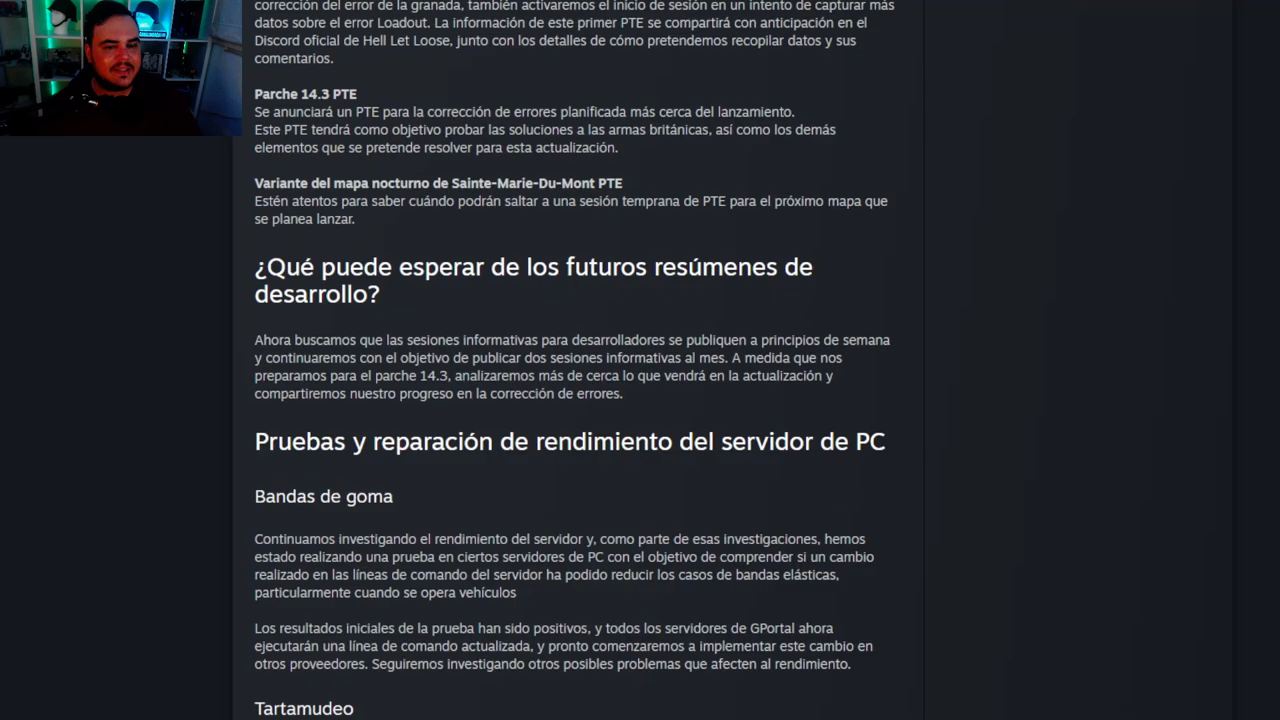 corrección del error de la granada, también activaremos el inicio de sesión en un intento de capturar más
datos sobre el error Loadout. La información de este primer PTE se compartirá con anticipación en el
Discord oficial de Hell Let Loose, junto con los detalles de cómo pretendemos recopilar datos y sus
comentarios.
Parche 14.3 PTE
Se anunciará un PTE para la corrección de errores planificada más cerca del lanzamiento.
Este PTE tendrá como objetivo probar las soluciones a las armas británicas, así como los demás
elementos que se pretende resolver para esta actualización.
Variante del mapa nocturno de Sainte-Marie-Du-Mont PTE
Estén atentos para saber cuándo podrán saltar a una sesión temprana de PTE para el próximo mapa que
se planea lanzar.
¿Qué puede esperar de los futuros resúmenes de
desarrollo?
Ahora buscamos que las sesiones informativas para desarrolladores se publiquen a principios de semana
y continuaremos con el objetivo de publicar dos sesiones informativas al mes. A medida que nos
preparamos para el parche 14.3, analizaremos más de cerca lo que vendrá en la actualización y
compartiremos nuestro progreso en la corrección de errores.
Pruebas y reparación de rendimiento del servidor de PC
Bandas de goma
Continuamos investigando el rendimiento del servidor y, como parte de esas investigaciones, hemos
estado realizando una prueba en ciertos servidores de PC con el objetivo de comprender si un cambio
realizado en las líneas de comando del servidor ha podido reducir los casos de bandas elásticas,
particularmente cuando se opera vehículos
Los resultados iniciales de la prueba han sido positivos, y todos los servidores de GPortal ahora
ejecutarán una línea de comando actualizada, y pronto comenzaremos a implementar este cambio en
otros proveedores. Seguiremos investigando otros posibles problemas que afecten al rendimiento.
Tartamudeo